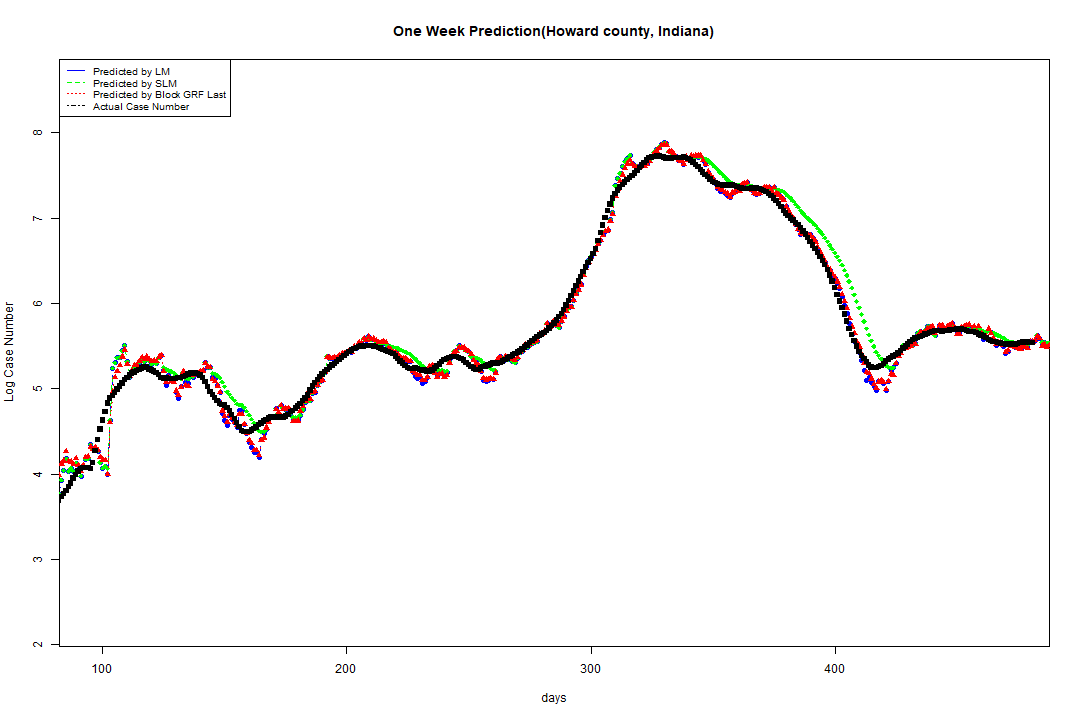 One Week Prediction(Howard county, Indiana)
Predicted by LM
Predicted by SLM
Predicted by Block GRF Last
Actual Case Number
8
7
6
5
4
3
2
Log Case Number
100 200 300 400
days